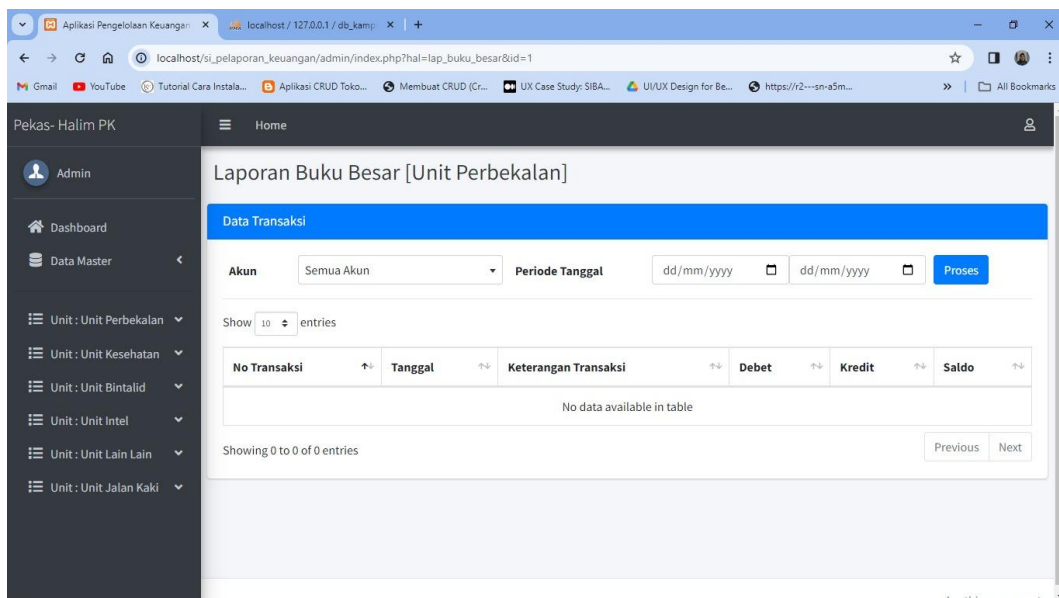 Aplikasi Pengelolaan Keuangan
localhost / 127.0.0.1 / db_kamp
localhost/si_pelaporan_keuangan/admin/index.php?hal=lap_buku_besar&id=1
Gmail YouTube Tutorial Cara Instala... Aplikasi CRUD Toko... Membuat CRUD (Cr... UX Case Study: SIBA... UI/UX Design for Be... https://r2---sn-a5m... » All Bookmarks
Pekas- Halim PK
Home
Admin
Laporan Buku Besar [Unit Perbekalan]
Dashboard
Data Master
Unit : Unit Perbekalan
Unit : Unit Kesehatan
Unit : Unit Bintalid
Unit : Unit Intel
Unit : Unit Lain Lain
Unit : Unit Jalan Kaki
Data Transaksi
Akun Semua Akun Periode Tanggal dd/mm/yyyy dd/mm/yyyy Proses
Show 10 entries
No Transaksi Tanggal Keterangan Transaksi Debet Kredit Saldo
No data available in table
Showing 0 to 0 of 0 entries Previous Next